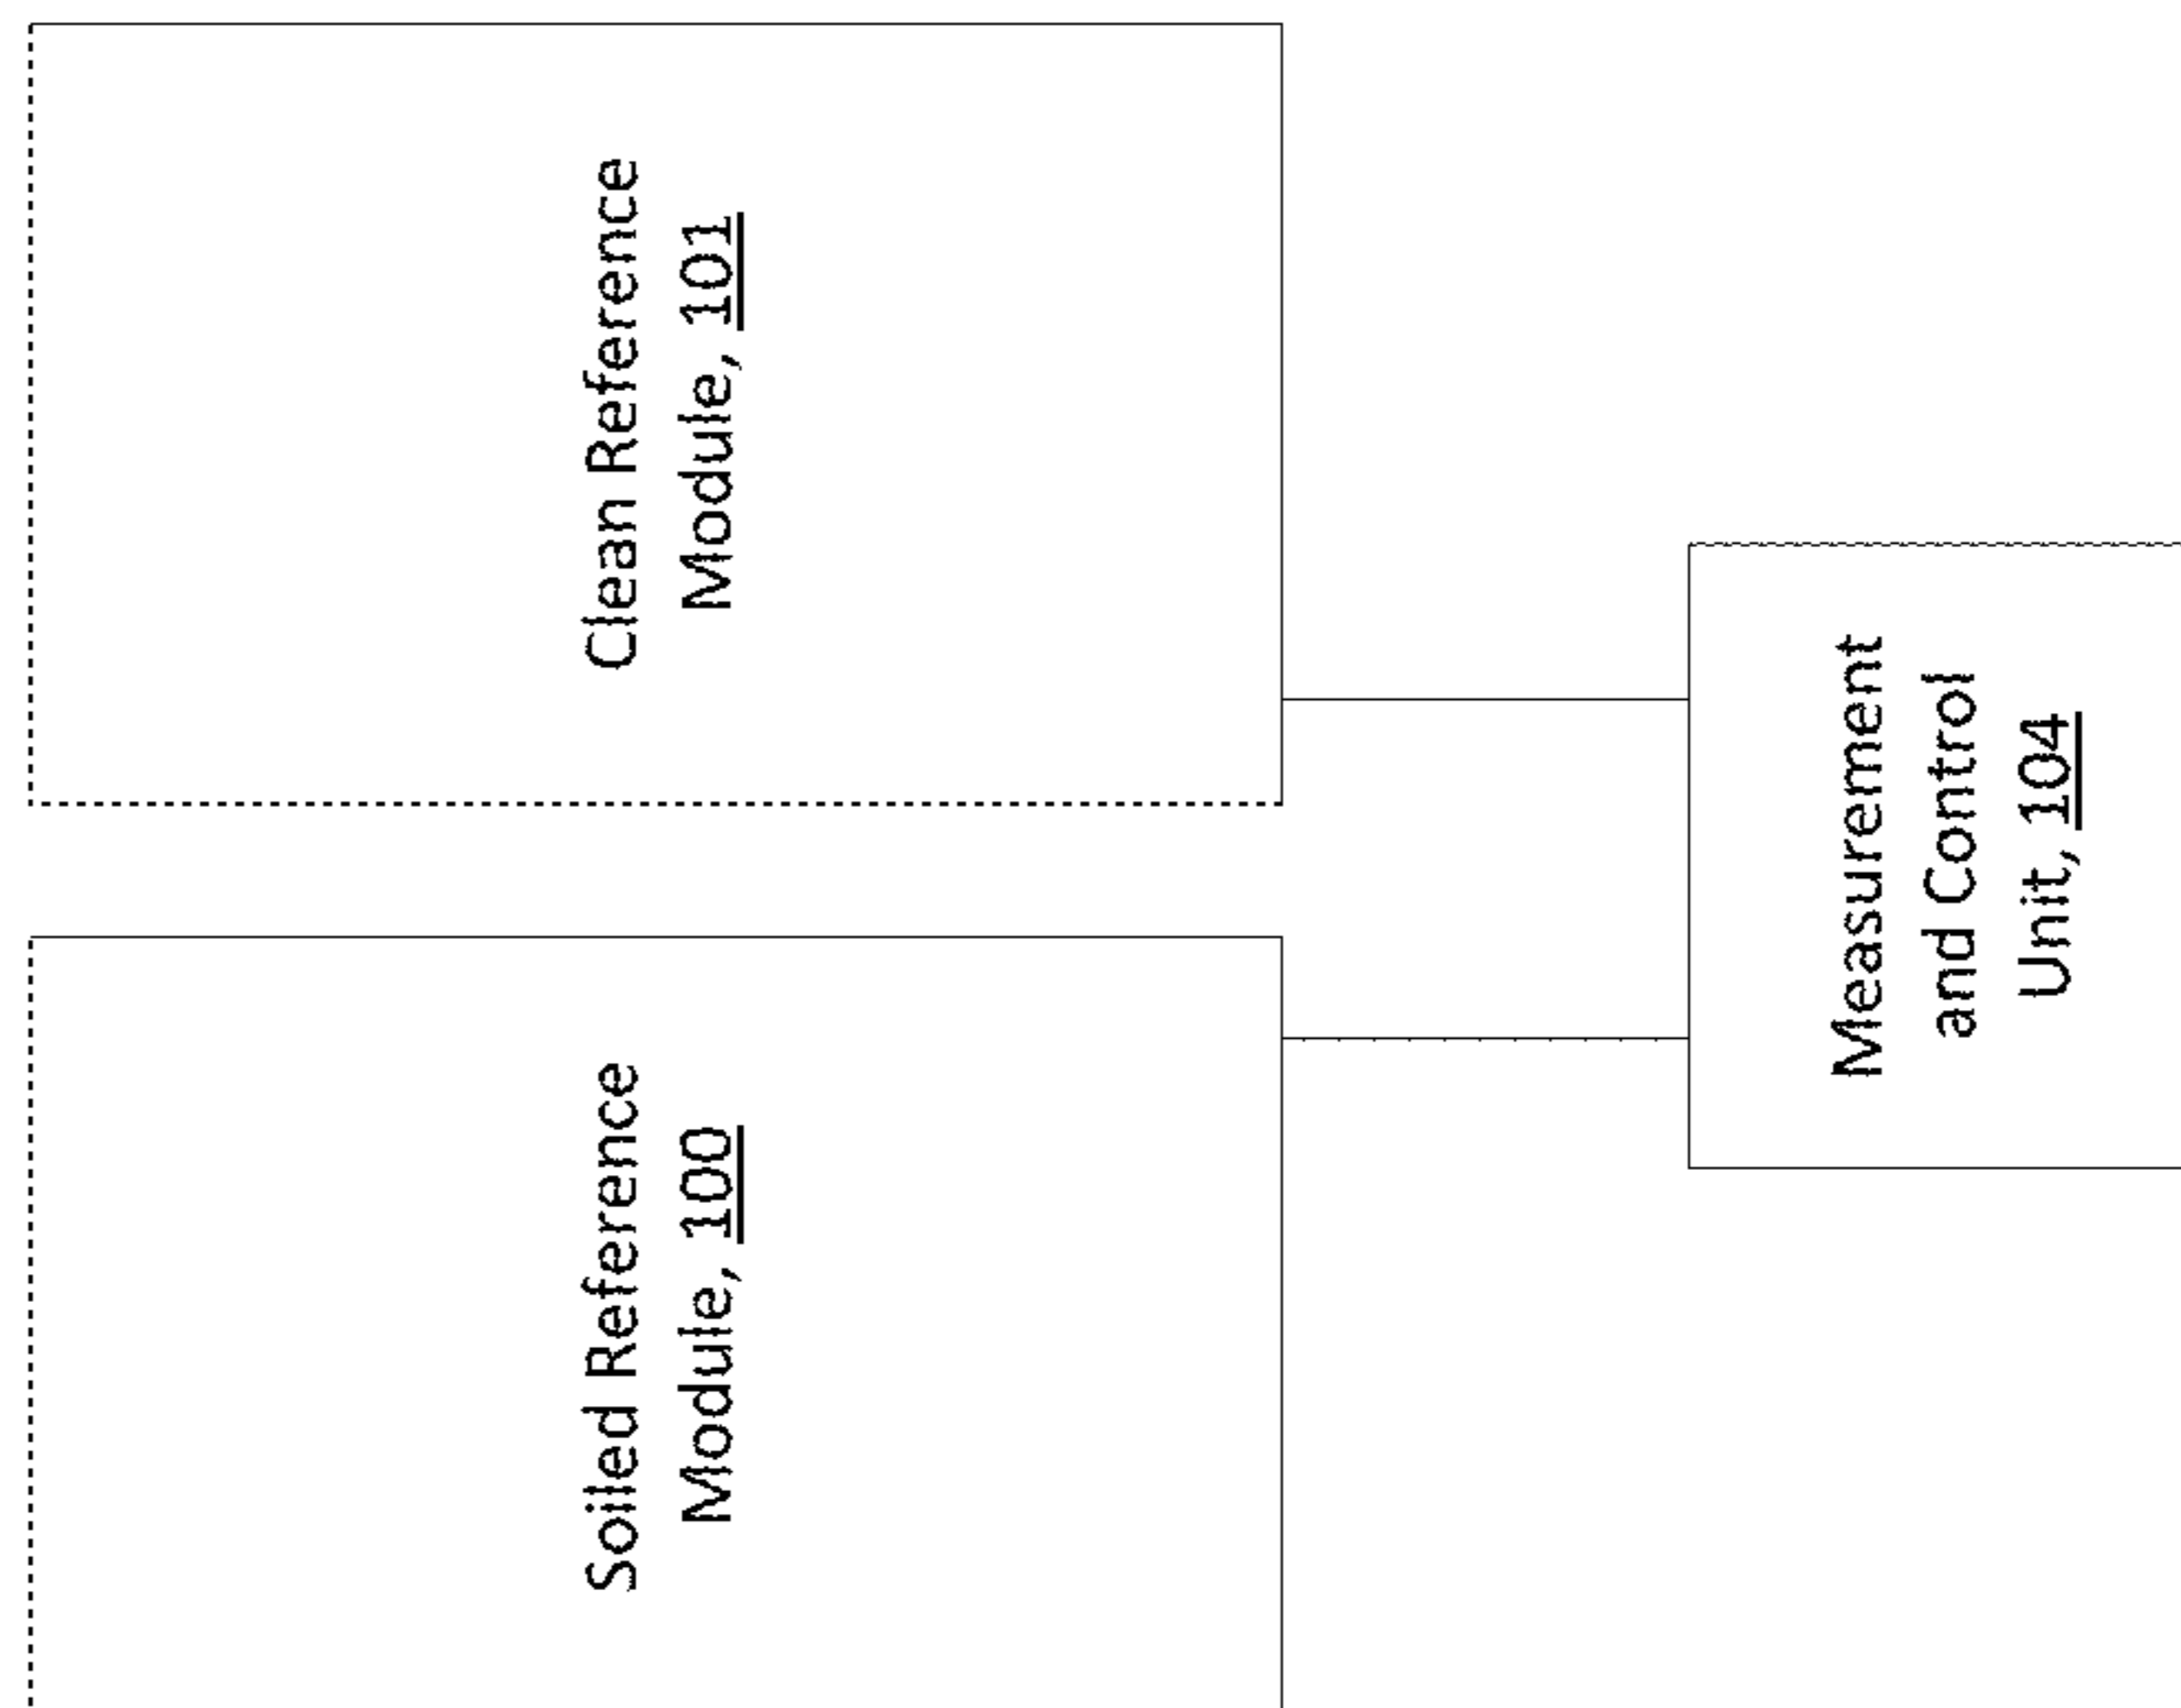 Soiled Reference
Module, 100
Clean Reference
Module, 101
Measurement
and Control
Unit, 104